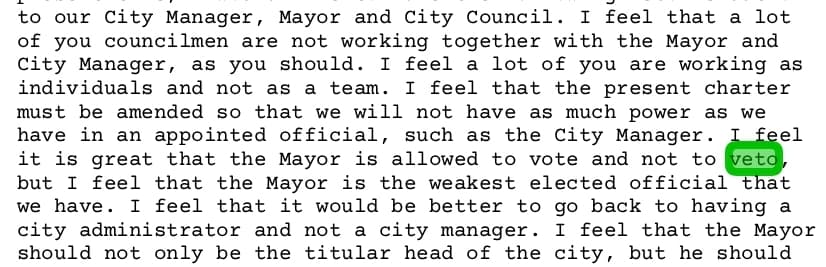 to our City Manager, Mayor and City Council. I feel that a lot
of you councilmen are not working together with the Mayor and
City Manager, as you should. I feel a lot of you are working as
individuals and not as a team. I feel that the present charter
must be amended so that we will not have as much power as we
have in an appointed official, such as the City Manager. I feel
it is great that the Mayor is allowed to vote and not to veto,
but I feel that the Mayor is the weakest elected official that
we have. I feel that it would be better to go back to having a
city administrator and not a city manager. I feel that the Mayor
should not only be the titular head of the city, but he should